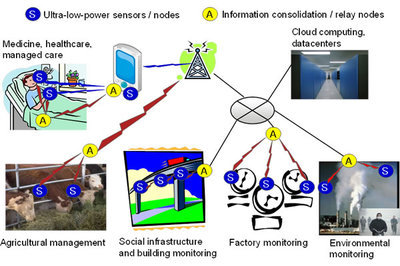 S Ultra-low-power sensors / nodes
A Information consolidation / relay nodes
Medicine, healthcare,
managed care
Cloud computing,
datacenters
S
S
A
A S
A
S S
S S S
A
A
S S S
A
S S
Agricultural management
Social infrastructure
and building monitoring
Factory monitoring
Environmental
monitoring